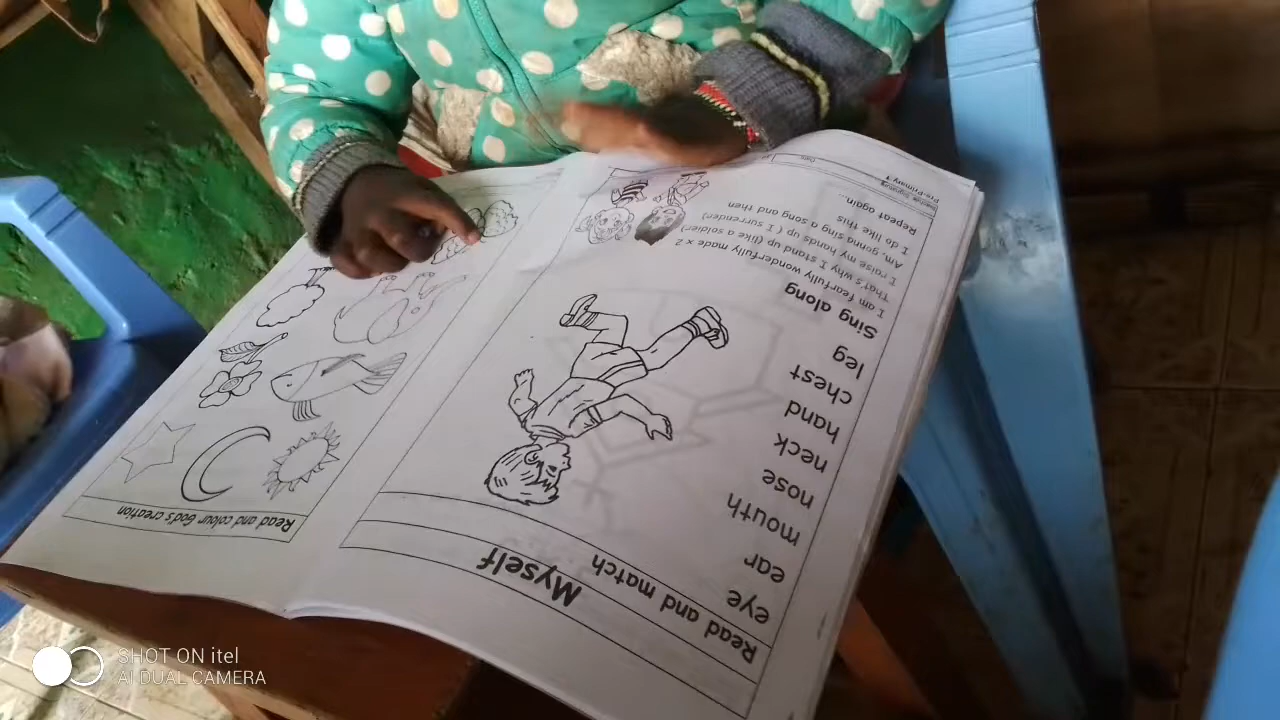 Myself
Read and match
eye
ear
mouth
nose
neck
hand
chest
leg
Sing along
I am fearfully wonderfully made x 2
That's why I stand up (like a soldier)
I raise my hands up ( I surrender)
Am, gonna sing a song and then
I do like this
Repeat again...
Pre-Primary 1
Read and colour God's creation
SHOT ON itel
AI DUAL CAMERA